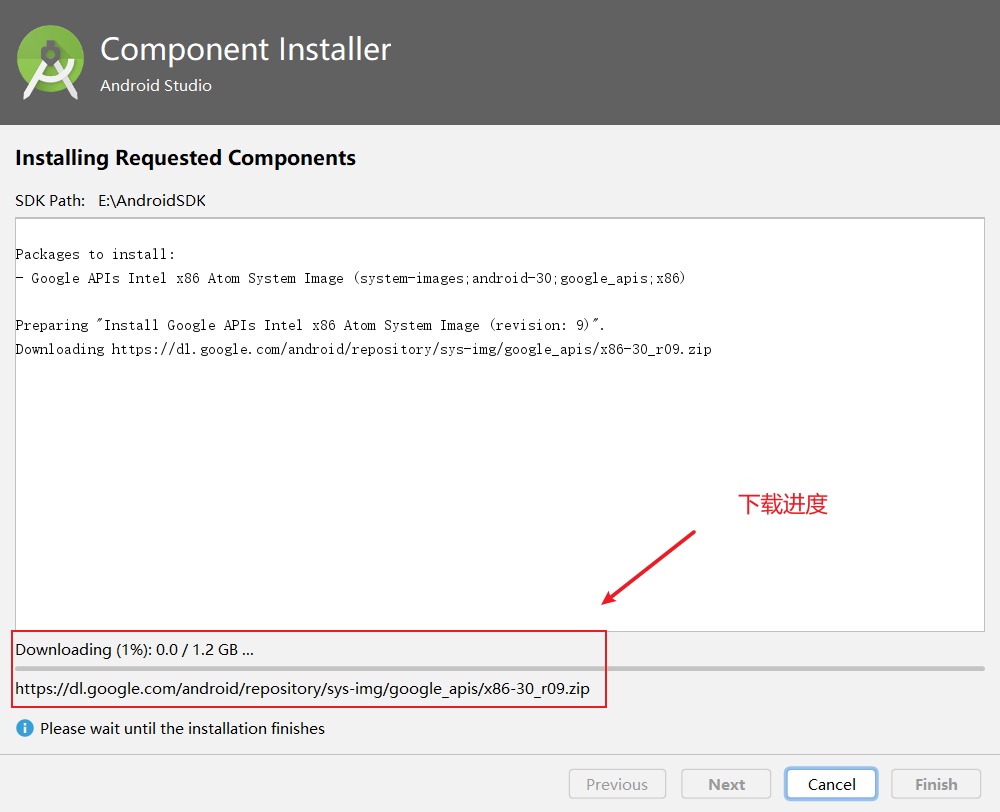 Component Installer
Android Studio
Installing Requested Components
SDK Path: E:\AndroidSDK
Packages to install:
- Google APIs Intel x86 Atom System Image (system-images;android-30;google_apis;x86)
Preparing "Install Google APIs Intel x86 Atom System Image (revision: 9)".
Downloading https://dl.google.com/android/repository/sys-img/google_apis/x86-30_r09.zip
下载进度
Downloading (1%): 0.0 / 1.2 GB ...
https://dl.google.com/android/repository/sys-img/google_apis/x86-30_r09.zip
Please wait until the installation finishes
Previous Next Cancel Finish